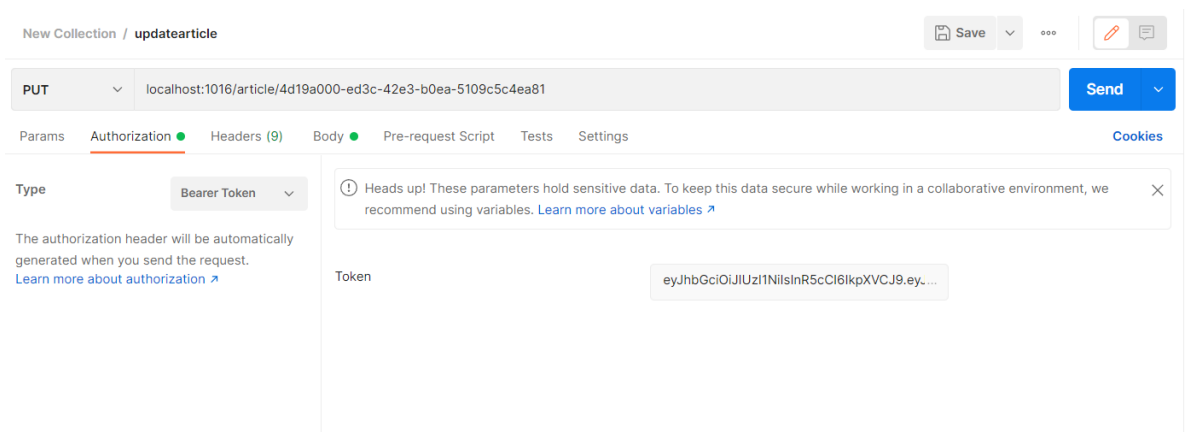 New Collection / updatearticle
Save
PUT
localhost:1016/article/4d19a000-ed3c-42e3-b0ea-5109c5c4ea81
Send
Params Authorization Headers (9) Body Pre-request Script Tests Settings Cookies
Type
Bearer Token
Heads up! These parameters hold sensitive data. To keep this data secure while working in a collaborative environment, we
recommend using variables. Learn more about variables ↗
The authorization header will be automatically
generated when you send the request.
Learn more about authorization ↗
Token
eyJhbGciOiJIUzI1NiIsInR5cCI6IkpXVCJ9.eyJ...